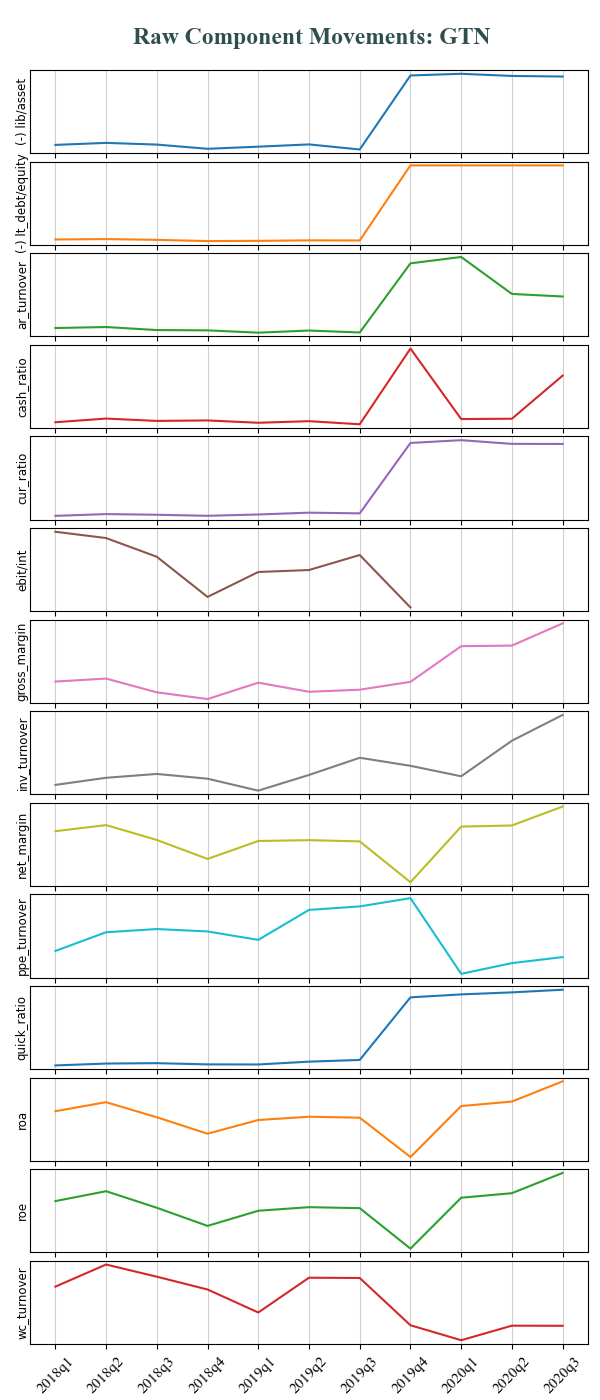 Raw Component Movements: GTN
(-) lib/asset
(-) lt_debt/equity
ar_turnover
cash_ratio
cur_ratio
ebit/int
gross_margin
inv_turnover
net_margin
ppe_turnover
quick_ratio
roa
roe
wc_turnover
2018q1 2018q2 2018q3 2018q4 2019q1 2019q2 2019q3 2019q4 2020q1 2020q2 2020q3